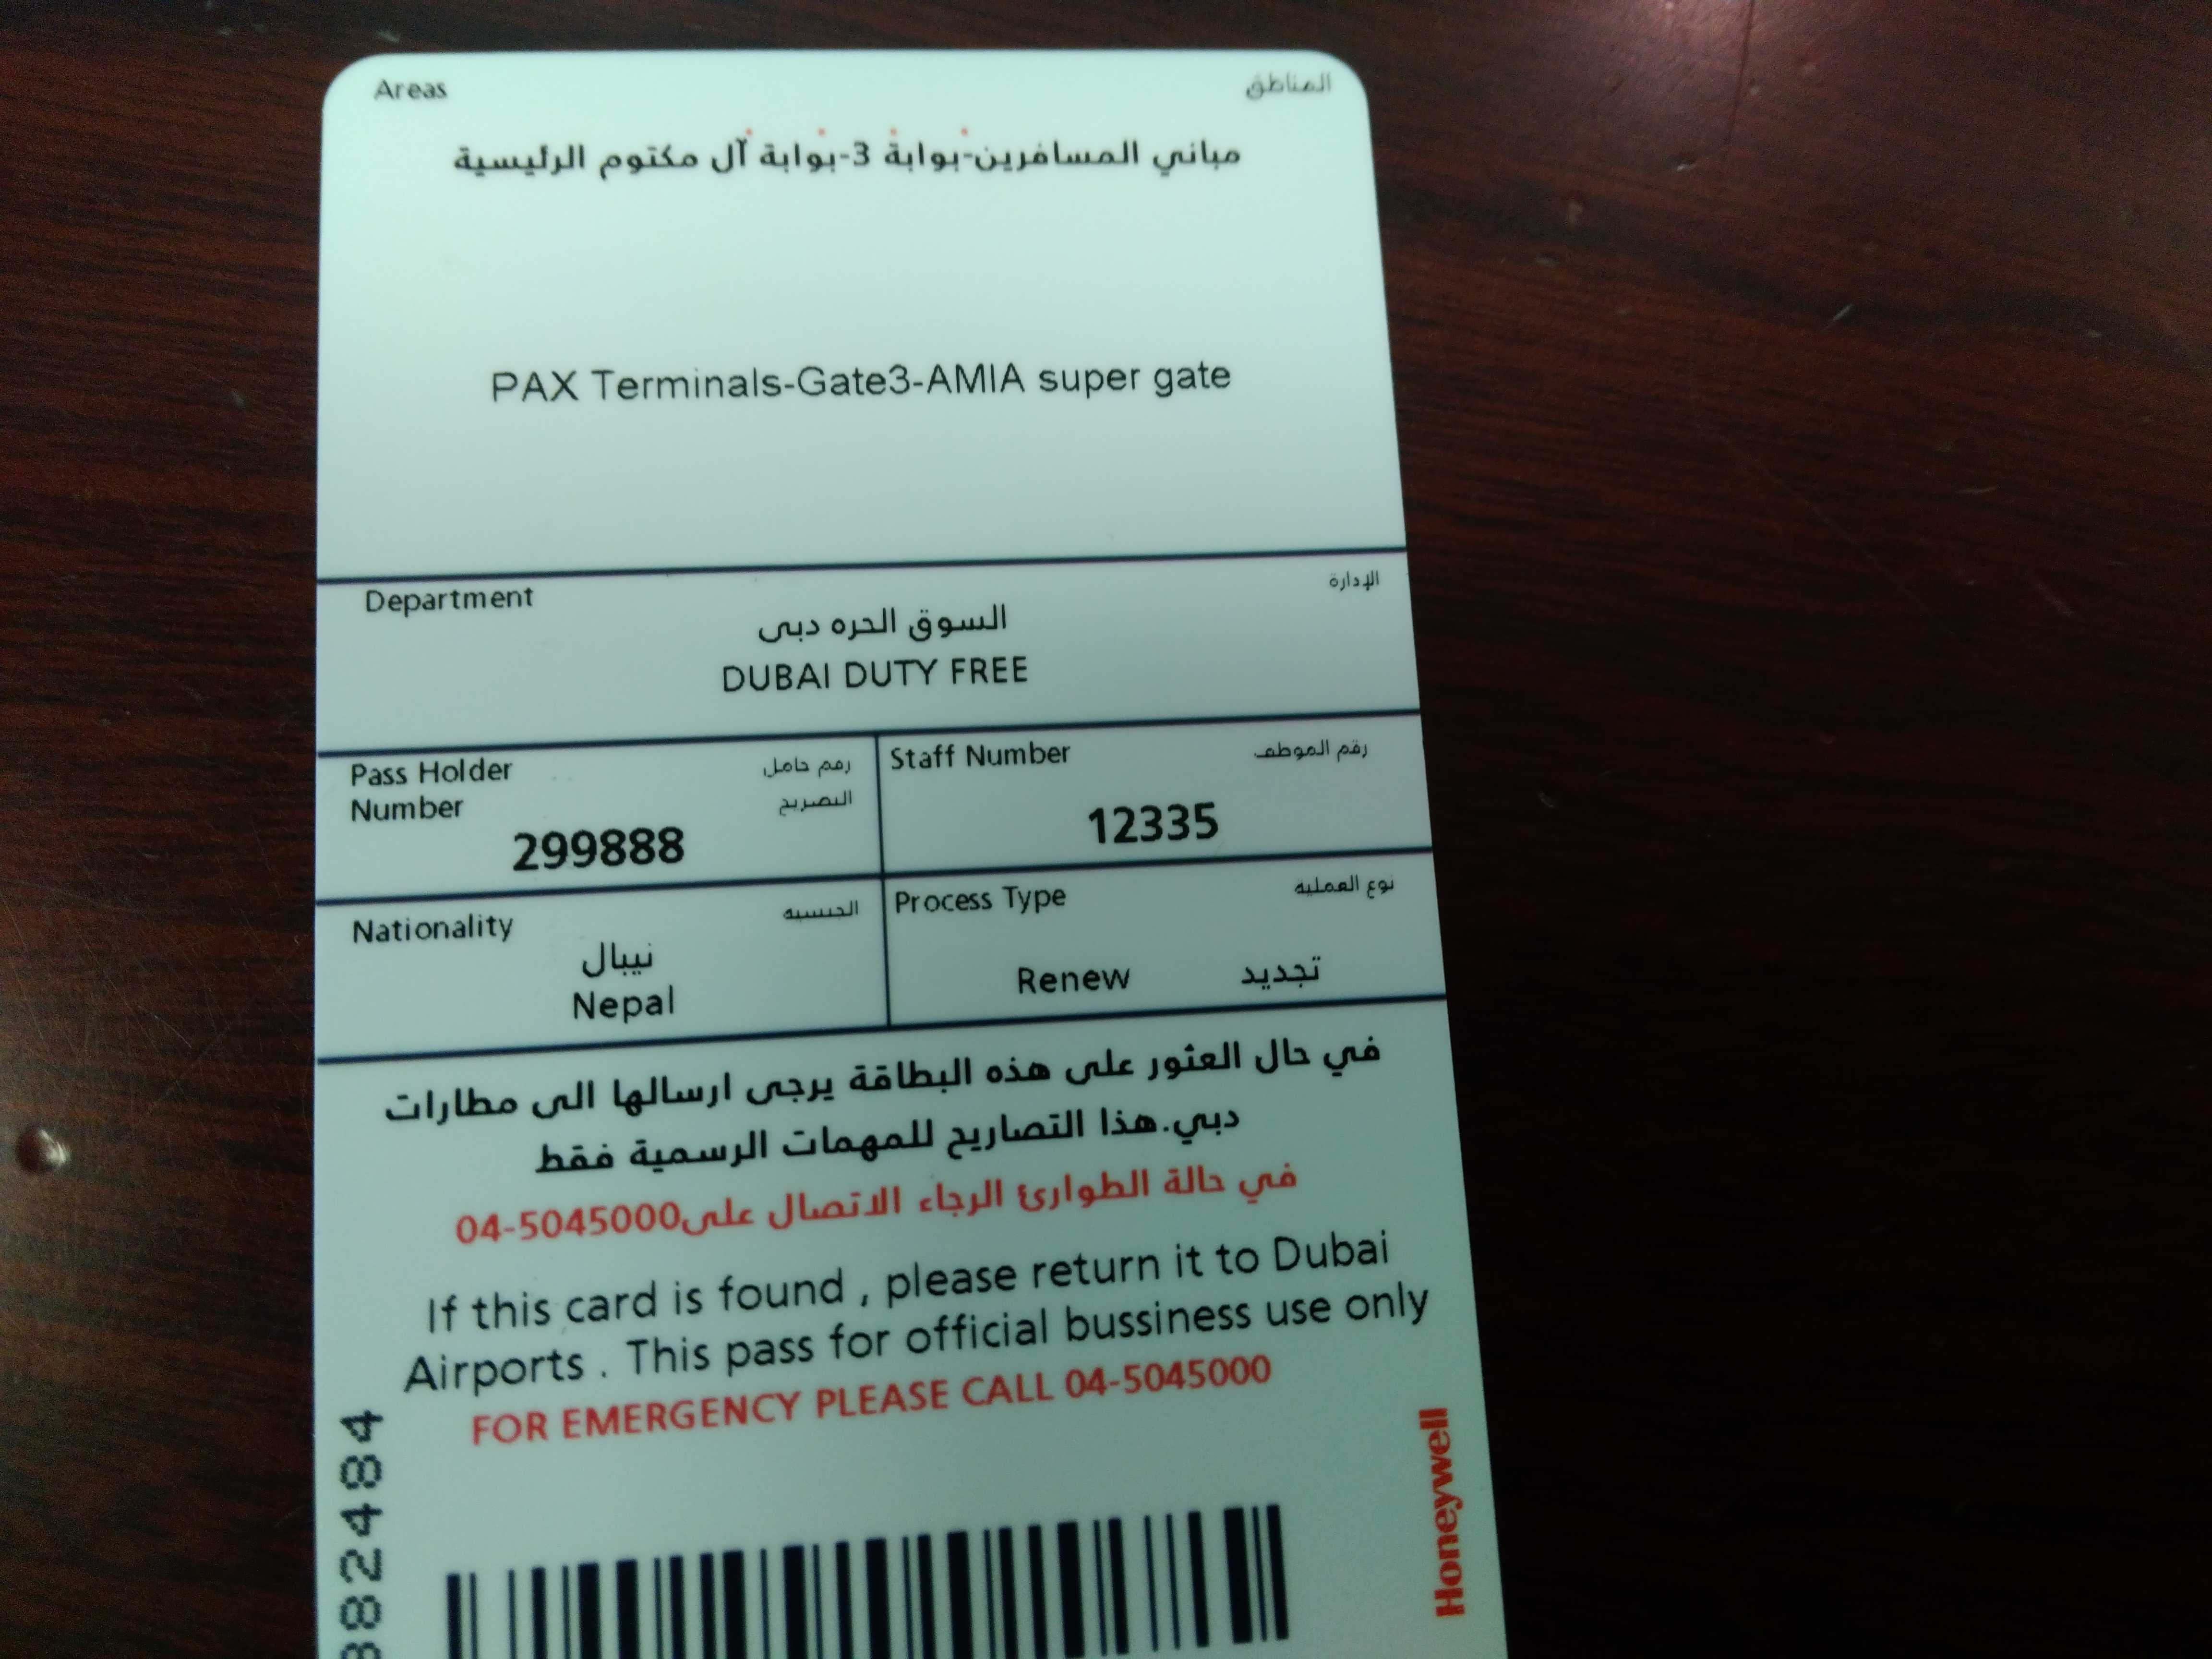 Areas المناطق
مباني المسافرين-بوابة 3-بوابة آل مكتوم الرئيسية
PAX Terminals-Gate3-AMIA super gate
Department الإدارة
السوق الحره دبى
DUBAI DUTY FREE
Pass Holder رقم حامل
Number التصريح
299888
Staff Number رقم الموظف
12335
Nationality الجنسية
نيبال
Nepal
Process Type نوع العملية
Renew تجديد
في حال العثور على هذه البطاقة يرجى ارسالها الى مطارات
دبي.هذا التصاريح للمهمات الرسمية فقط
في حالة الطوارئ الرجاء الاتصال على04-5045000
If this card is found , please return it to Dubai
Airports . This pass for official bussiness use only
FOR EMERGENCY PLEASE CALL 04-5045000
882484
Honeywell